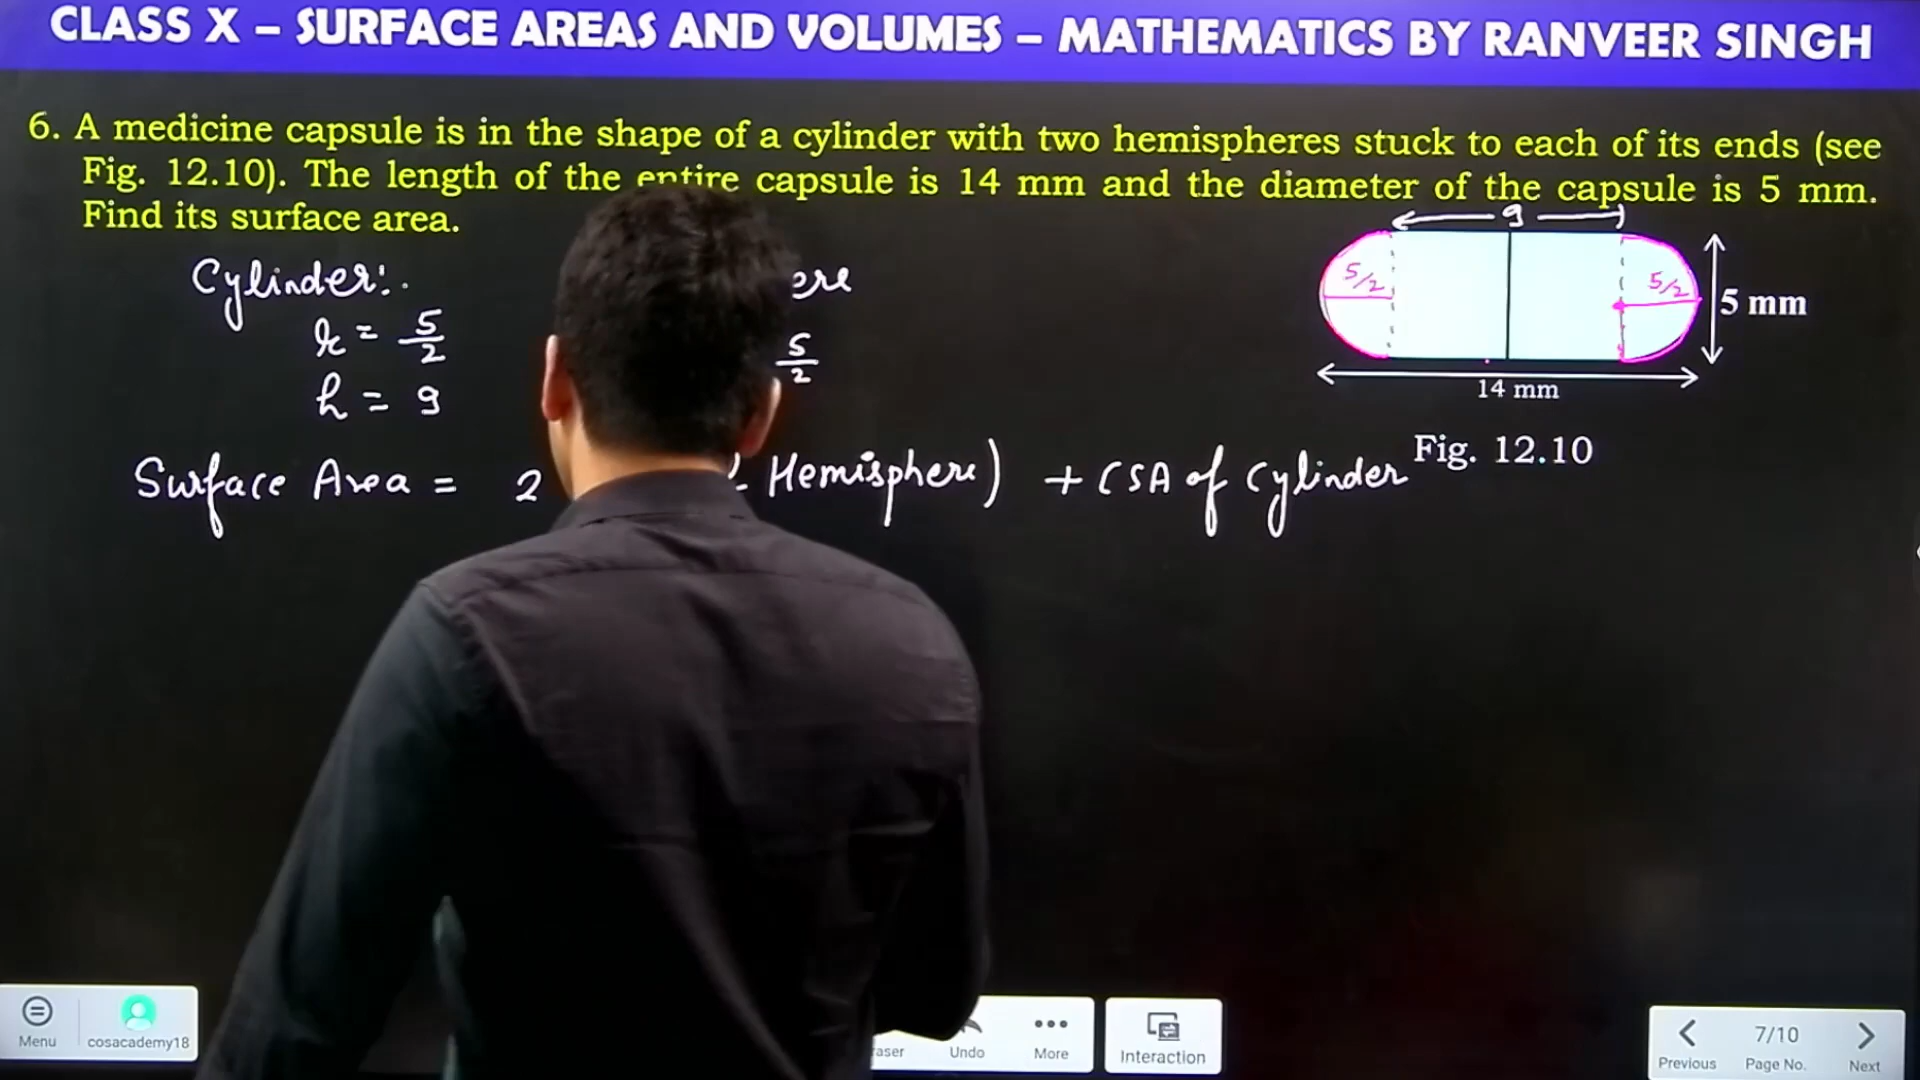 CLASS X – SURFACE AREAS AND VOLUMES – MATHEMATICS BY RANVEER SINGH
6. A medicine capsule is in the shape of a cylinder with two hemispheres stuck to each of its ends (see
Fig. 12.10). The length of the entire capsule is 14 mm and the diameter of the capsule is 5 mm.
Find its surface area.
9
5/2
5/2
5 mm
14 mm
Fig. 12.10
Cylinder:.
r = 5/2
h = 9
ere
5/2
Surface Area = 2 Hemisphere) + CSA of Cylinder
Menu
cosacademy18
raser
Undo
More
Interaction
Previous
7/10
Page No.
Next